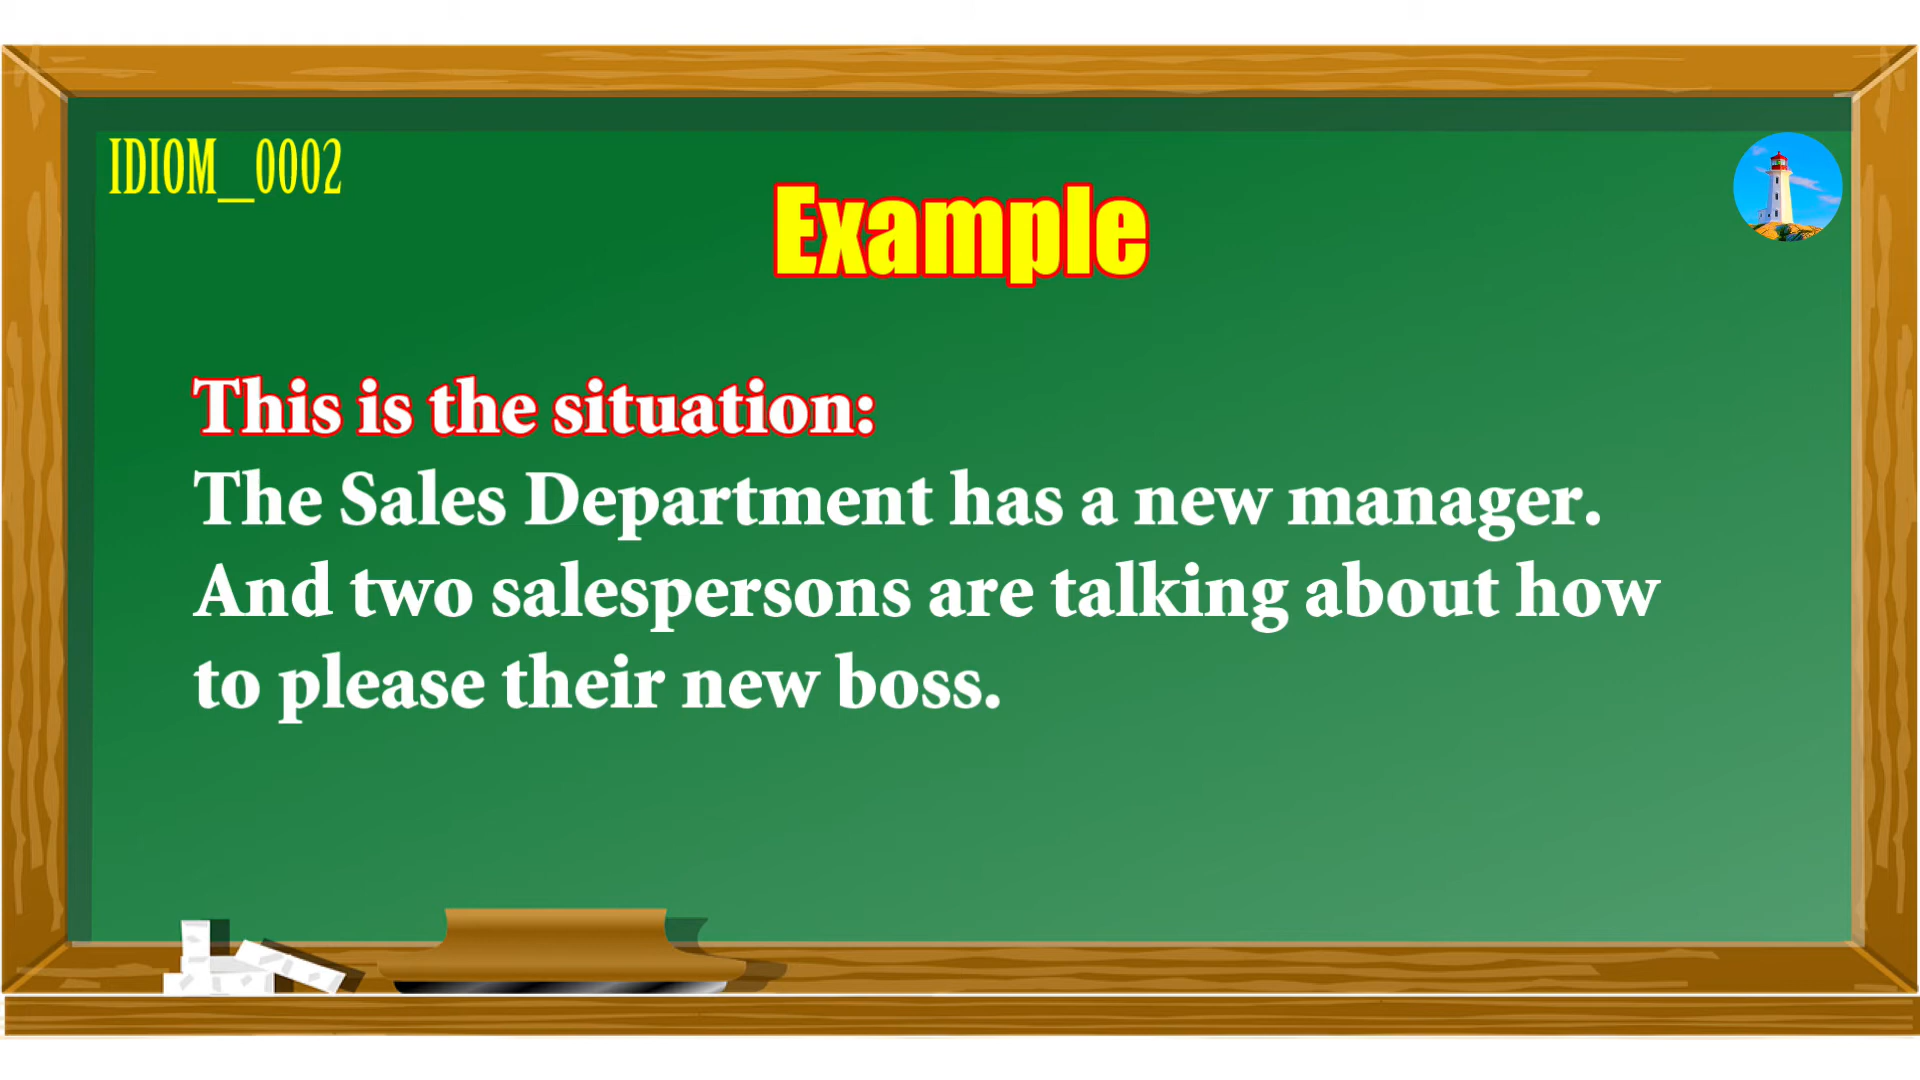 IDIOM_0002
Example
This is the situation:
The Sales Department has a new manager.
And two salespersons are talking about how
to please their new boss.